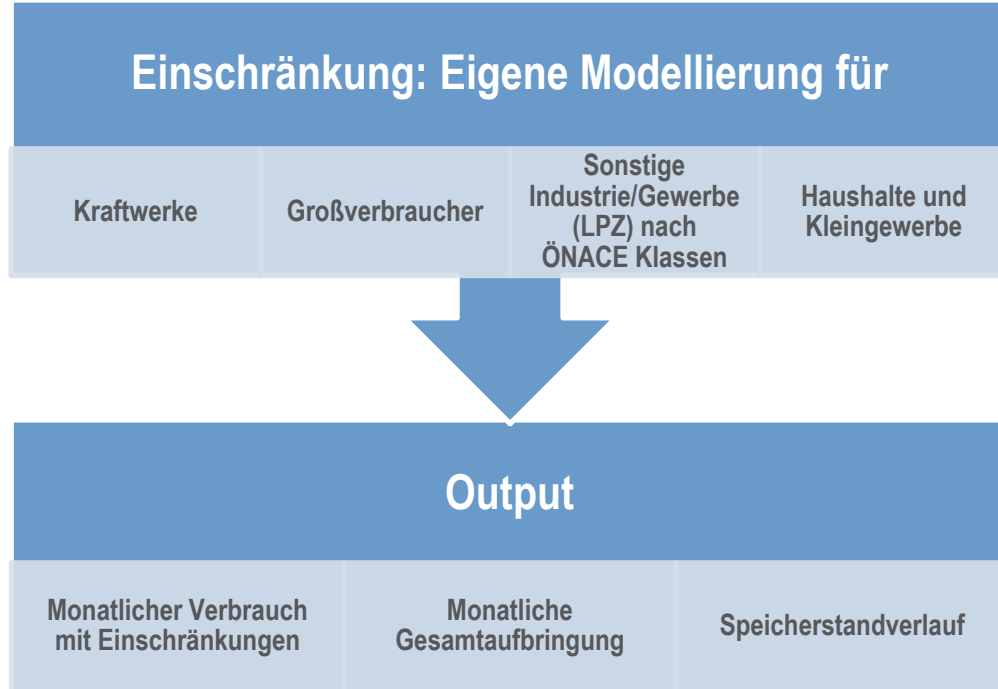 Einschränkung: Eigene Modellierung für
Kraftwerke
Großverbraucher
Sonstige
Industrie/Gewerbe
(LPZ) nach
ÖNACE Klassen
Haushalte und
Kleingewerbe
Output
Monatlicher Verbrauch
mit Einschränkungen
Monatliche
Gesamtaufbringung
Speicherstandverlauf